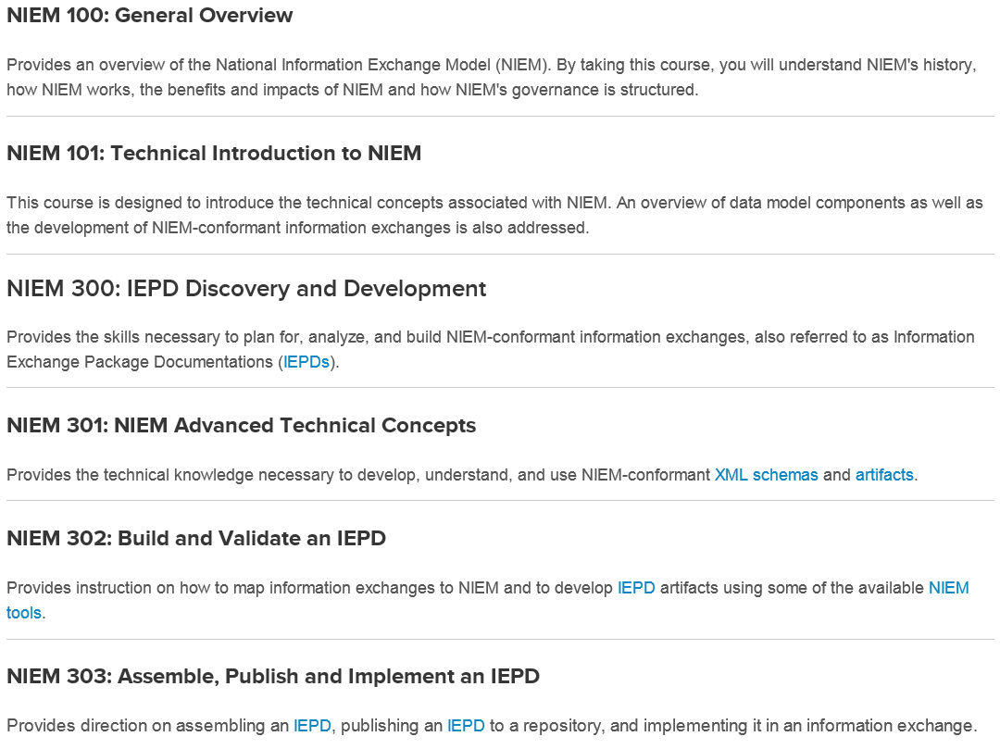 NIEM 100: General Overview
Provides an overview of the National Information Exchange Model (NIEM). By taking this course, you will understand NIEM's history,
how NIEM works, the benefits and impacts of NIEM and how NIEM's governance is structured.
NIEM 101: Technical Introduction to NIEM
This course is designed to introduce the technical concepts associated with NIEM. An overview of data model components as well as
the development of NIEM-conformant information exchanges is also addressed.
NIEM 300: IEPD Discovery and Development
Provides the skills necessary to plan for, analyze, and build NIEM-conformant information exchanges, also referred to as Information
Exchange Package Documentations (IEPDs).
NIEM 301: NIEM Advanced Technical Concepts
Provides the technical knowledge necessary to develop, understand, and use NIEM-conformant XML schemas and artifacts.
NIEM 302: Build and Validate an IEPD
Provides instruction on how to map information exchanges to NIEM and to develop IEPD artifacts using some of the available NIEM
tools.
NIEM 303: Assemble, Publish and Implement an IEPD
Provides direction on assembling an IEPD, publishing an IEPD to a repository, and implementing it in an information exchange.